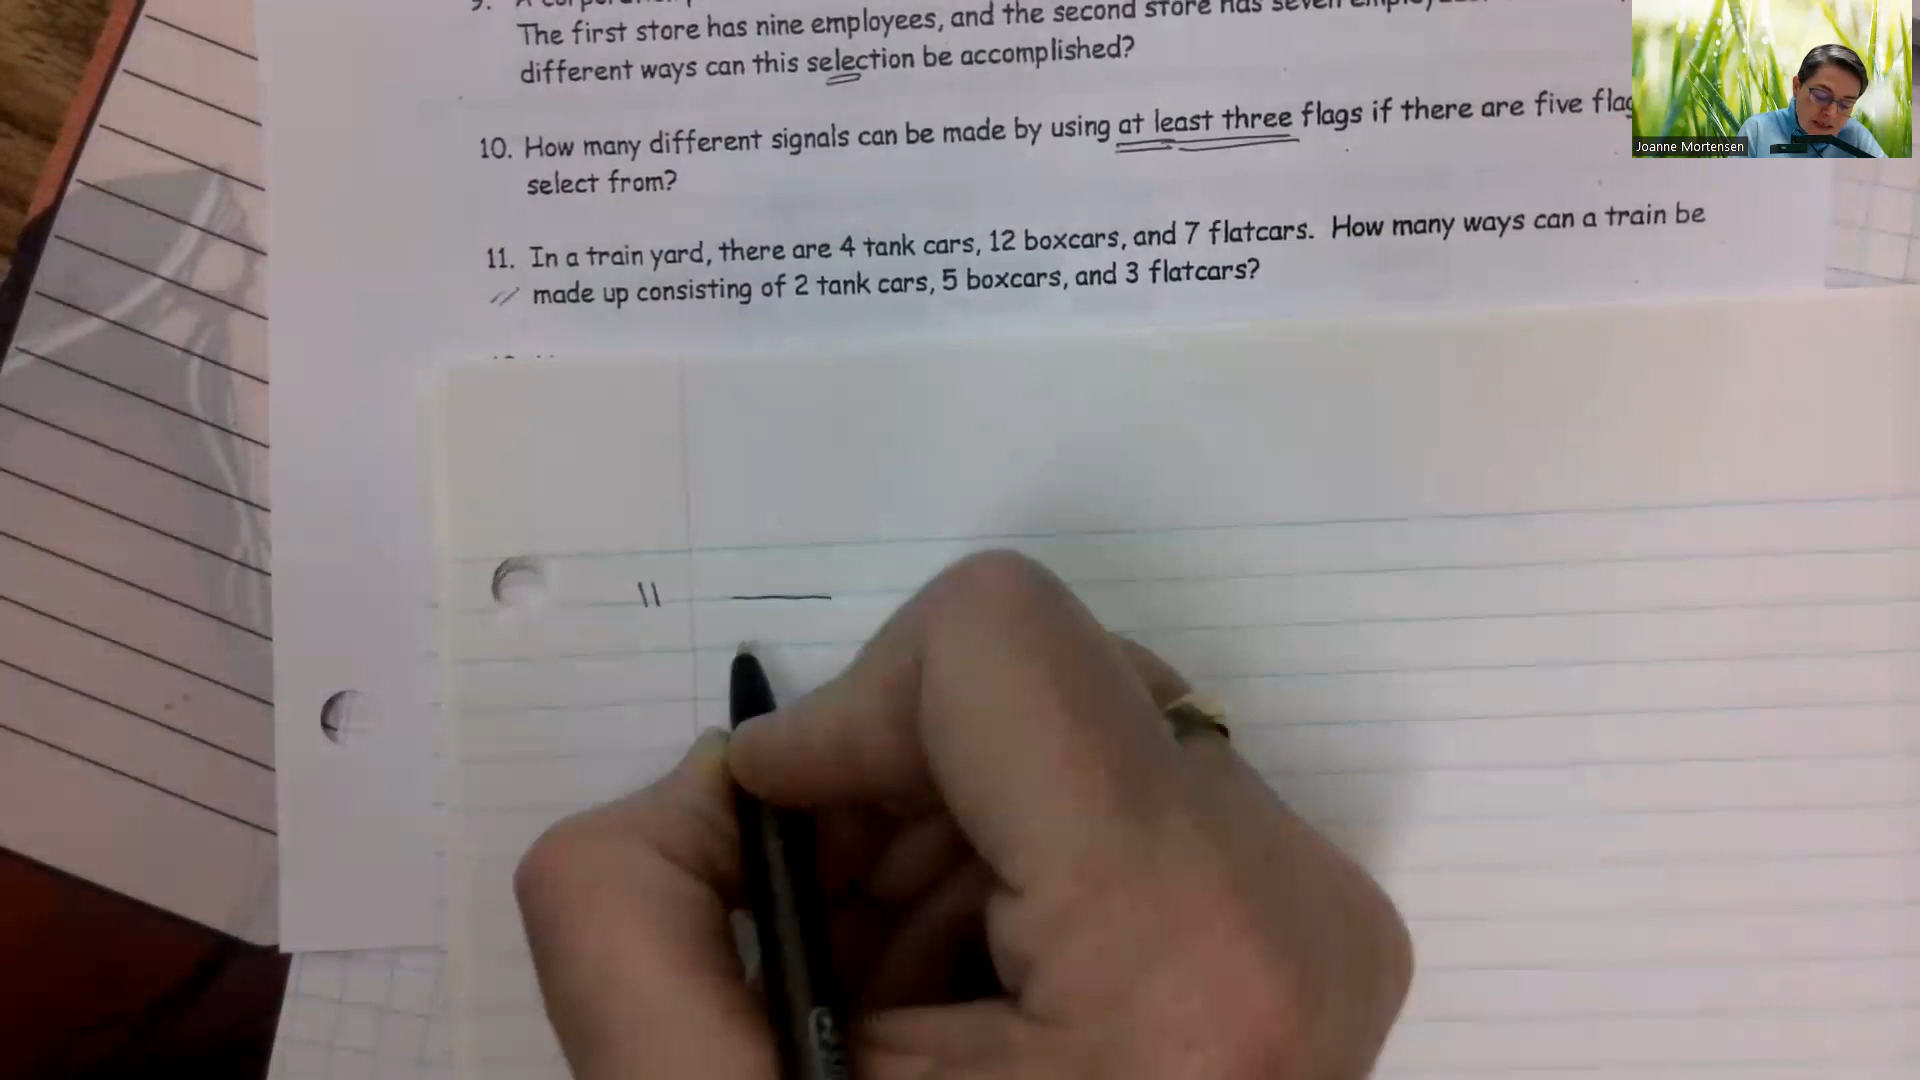 The first store has nine employees, and the second store has seven
different ways can this selection be accomplished?
10. How many different signals can be made by using at least three flags if there are five
select from?
11. In a train yard, there are 4 tank cars, 12 boxcars, and 7 flatcars. How many ways can a train be
made up consisting of 2 tank cars, 5 boxcars, and 3 flatcars?
11
Joanne Mortensen